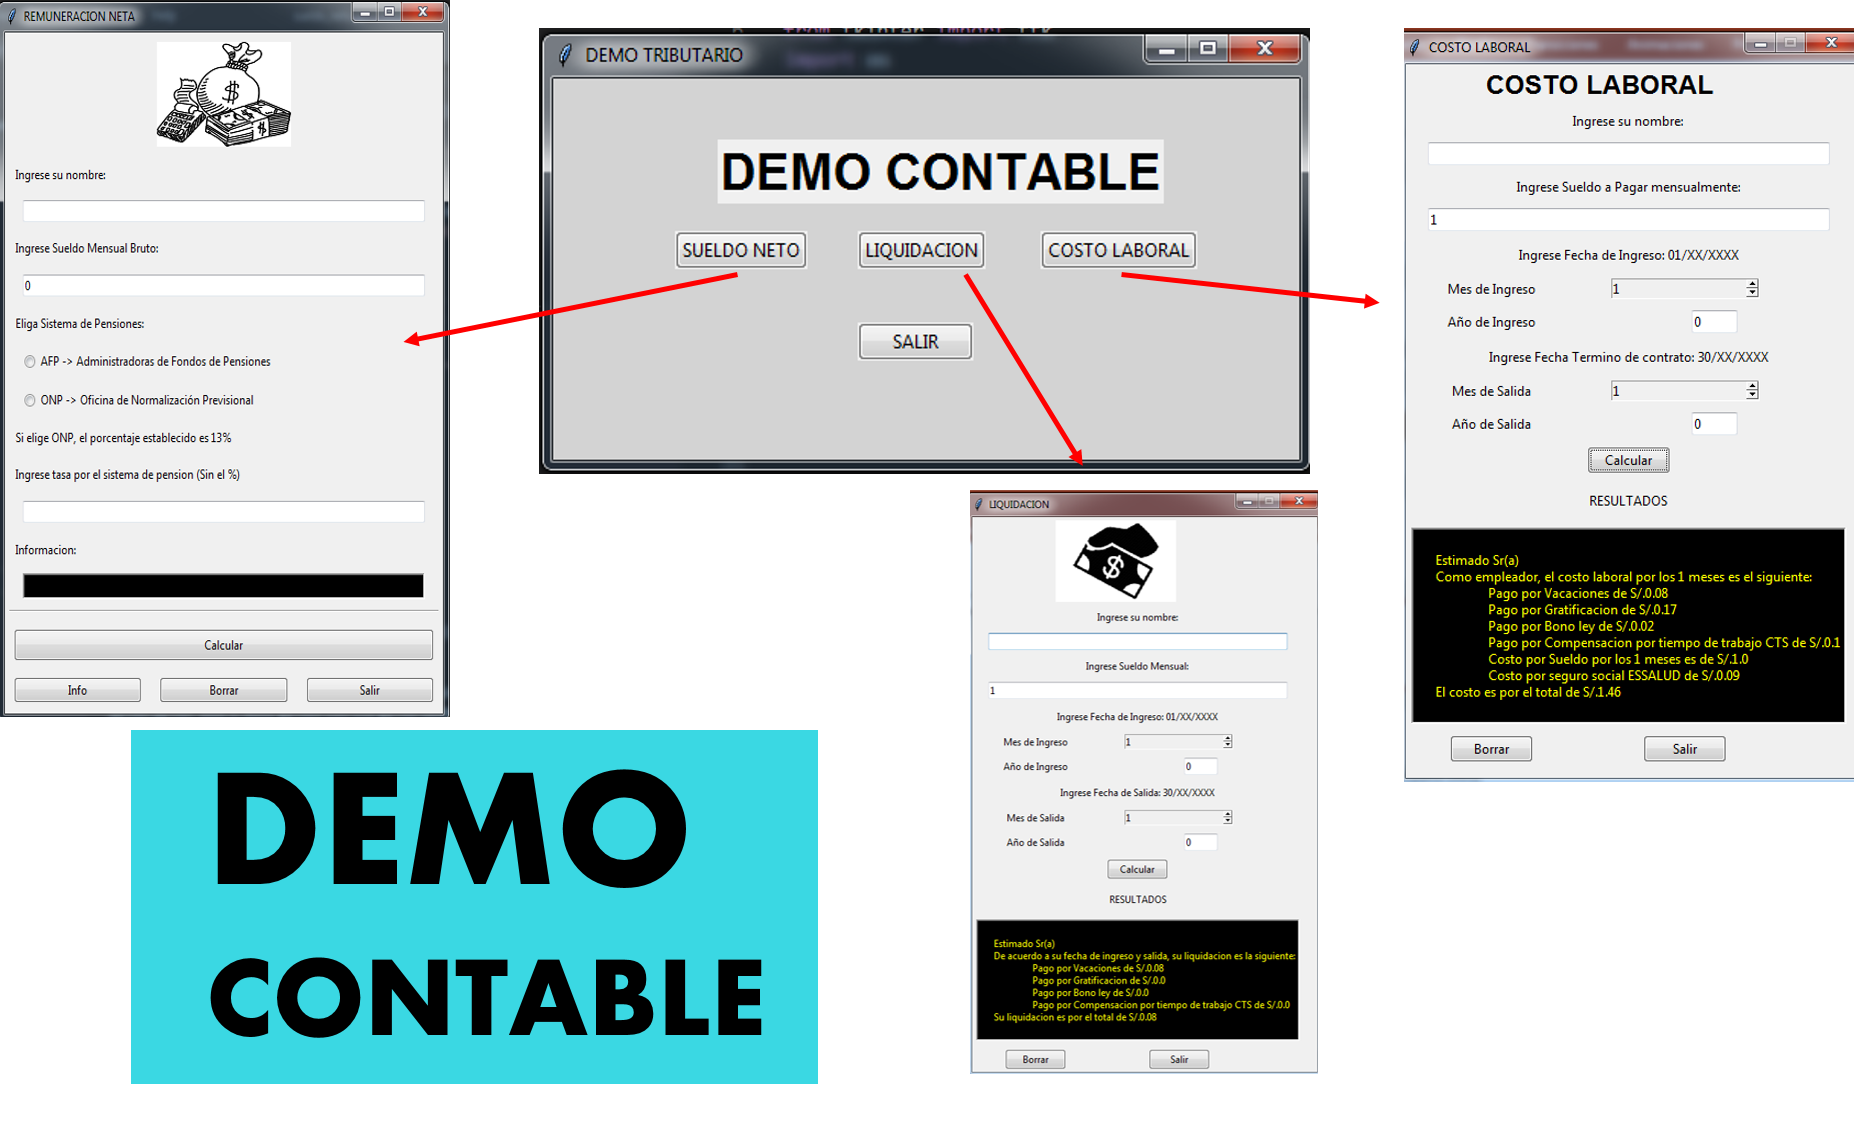 REMUNERACION NETA
Ingrese su nombre:
Ingrese Sueldo Mensual Bruto:
0
Eliga Sistema de Pensiones:
AFP -> Administradoras de Fondos de Pensiones
ONP -> Oficina de Normalización Previsional
Si elige ONP, el porcentaje establecido es 13%
Ingrese tasa por el sistema de pension (Sin el %)
Informacion:
Calcular
Info Borrar Salir
DEMO TRIBUTARIO
DEMO CONTABLE
SUELDO NETO LIQUIDACION COSTO LABORAL
SALIR
COSTO LABORAL
COSTO LABORAL
Ingrese su nombre:
Ingrese Sueldo a Pagar mensualmente:
1
Ingrese Fecha de Ingreso: 01/XX/XXXX
Mes de Ingreso 1
Año de Ingreso 0
Ingrese Fecha Termino de contrato: 30/XX/XXXX
Mes de Salida 1
Año de Salida 0
Calcular
RESULTADOS
Estimado Sr(a)
Como empleador, el costo laboral por los 1 meses es el siguiente:
Pago por Vacaciones de S/.0.08
Pago por Gratificacion de S/.0.17
Pago por Bono ley de S/.0.02
Pago por Compensacion por tiempo de trabajo CTS de S/.0.1
Costo por Sueldo por los 1 meses es de S/.1.0
Costo por seguro social ESSALUD de S/.0.09
El costo es por el total de S/.1.46
Borrar Salir
LIQUIDACION
Ingrese su nombre:
Ingrese Sueldo Mensual:
1
Ingrese Fecha de Ingreso: 01/XX/XXXX
Mes de Ingreso 1
Año de Ingreso 0
Ingrese Fecha de Salida: 30/XX/XXXX
Mes de Salida 1
Año de Salida 0
Calcular
RESULTADOS
Estimado Sr(a)
De acuerdo a su fecha de ingreso y salida, su liquidacion es la siguiente:
Pago por Vacaciones de S/.0.08
Pago por Gratificacion de S/.0.0
Pago por Bono ley de S/.0.0
Pago por Compensacion por tiempo de trabajo CTS de S/.0.0
Su liquidacion es por el total de S/.0.08
Borrar Salir
DEMO
CONTABLE